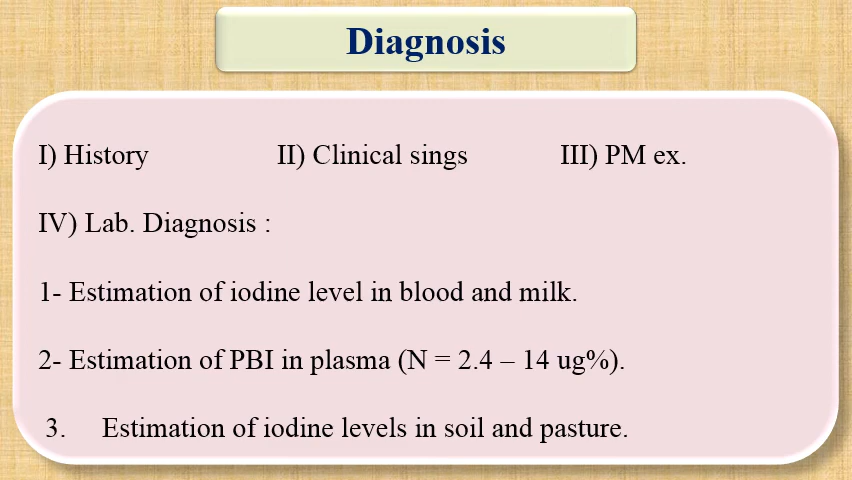 Diagnosis
I) History II) Clinical sings III) PM ex.
IV) Lab. Diagnosis :
1- Estimation of iodine level in blood and milk.
2- Estimation of PBI in plasma (N = 2.4 – 14 ug%).
3. Estimation of iodine levels in soil and pasture.